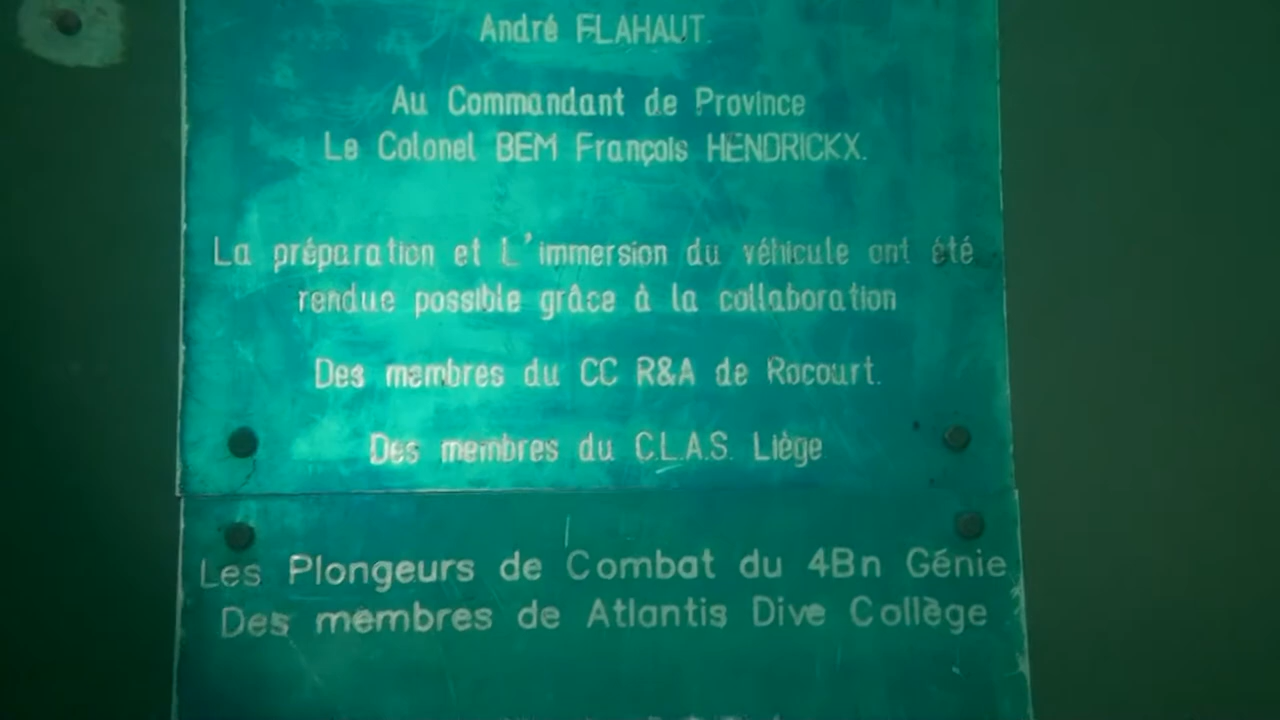 André FLAHAUT.
Au Commandant de Province
Le Colonel BEM François HENDRICKX.
La préparation et L'immersion du véhicule ont été
rendue possible grâce à la collaboration
Des membres du CC R&A de Rocourt.
Des membres du C.L.A.S. Liège
Les Plongeurs de Combat du 4Bn Génie
Des membres de Atlantis Dive Collège